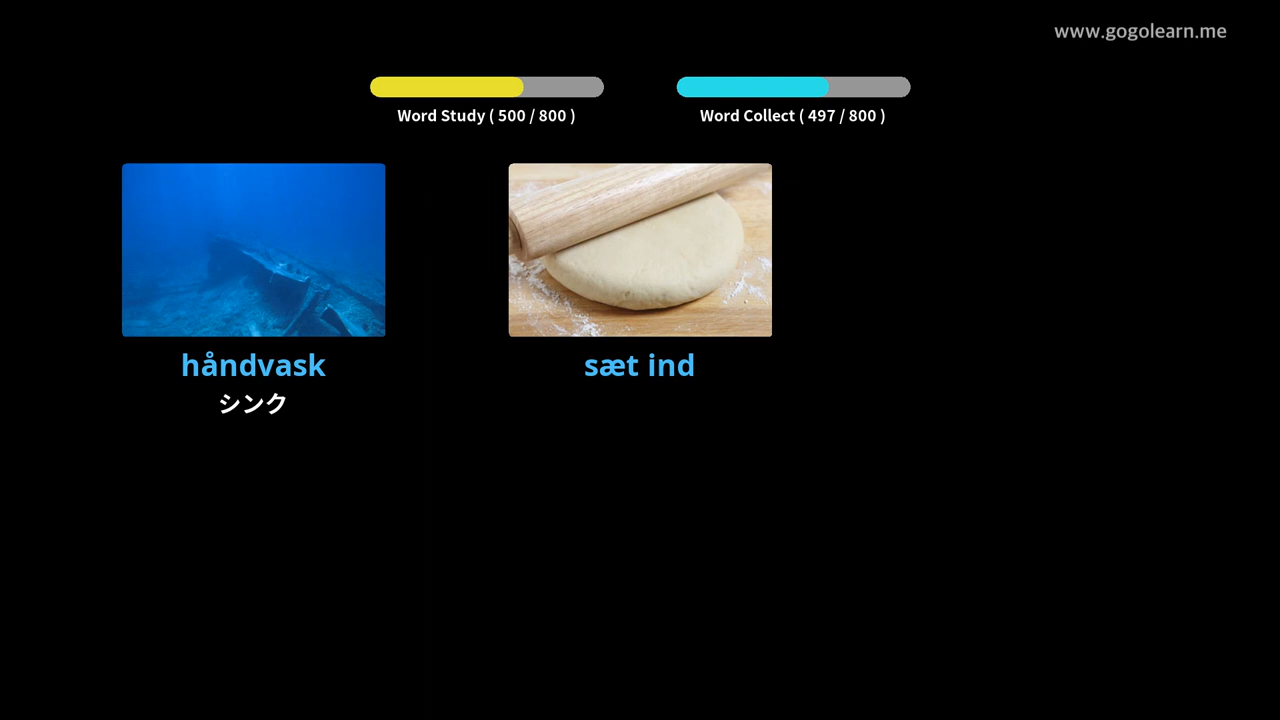 www.gogolearn.me
Word Study ( 500 / 800 )
Word Collect ( 497 / 800 )
håndvask
シンク
sæt ind